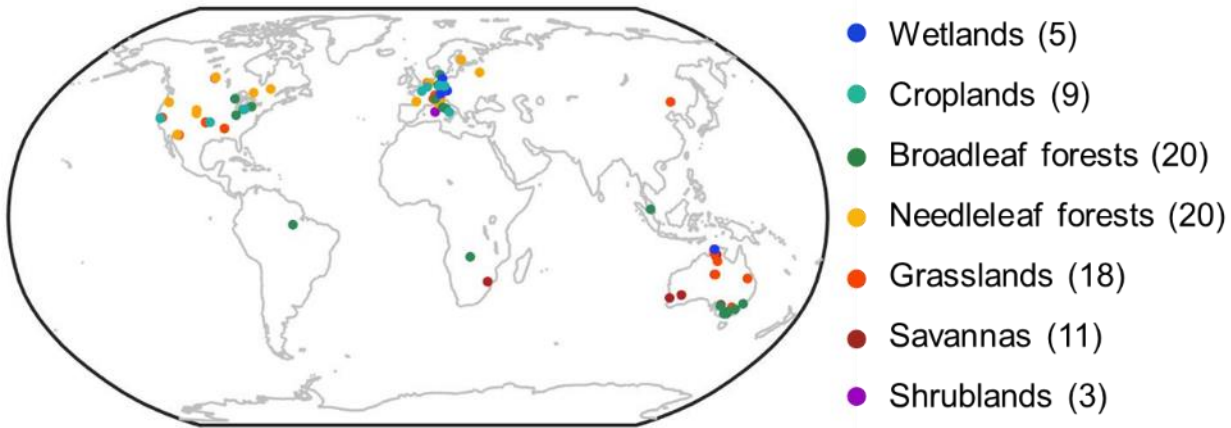 Wetlands (5)
Croplands (9)
Broadleaf forests (20)
Needleleaf forests (20)
Grasslands (18)
Savannas (11)
Shrublands (3)